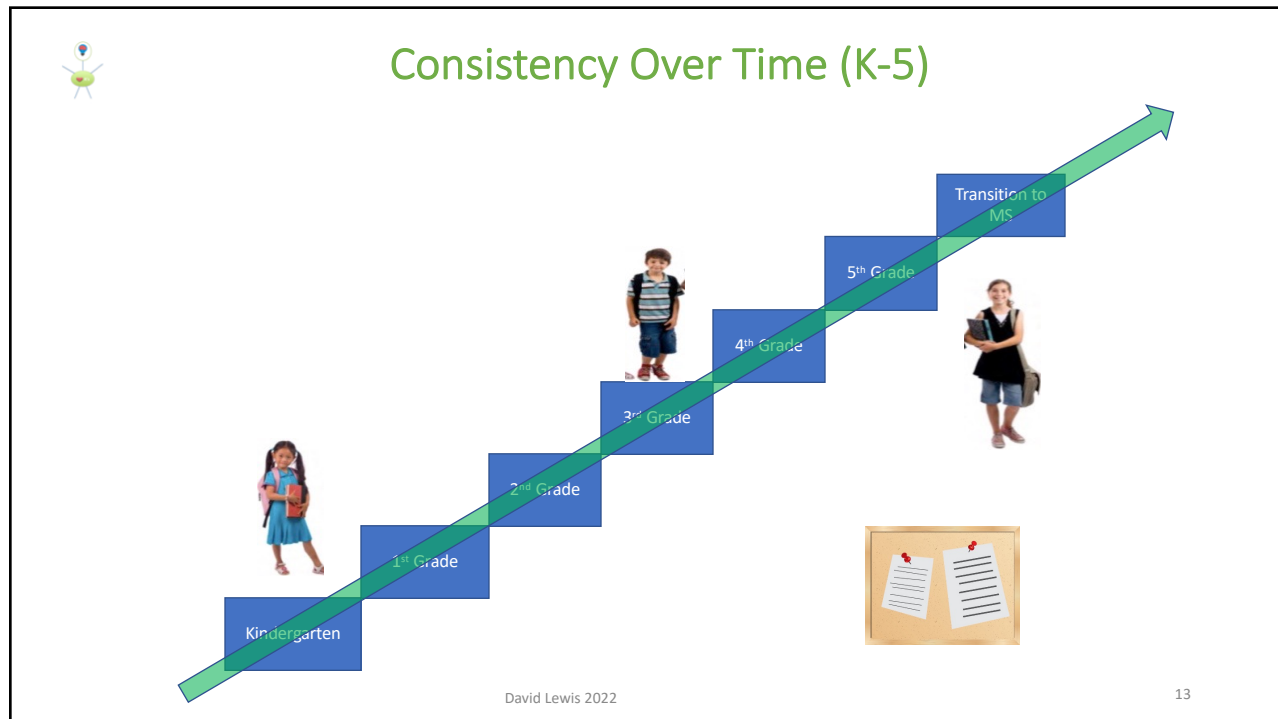 Consistency Over Time (K-5)
Transition to
MS
5th Grade
4th Grade
3rd Grade
2nd Grade
1st Grade
Kindergarten
David Lewis 2022
13